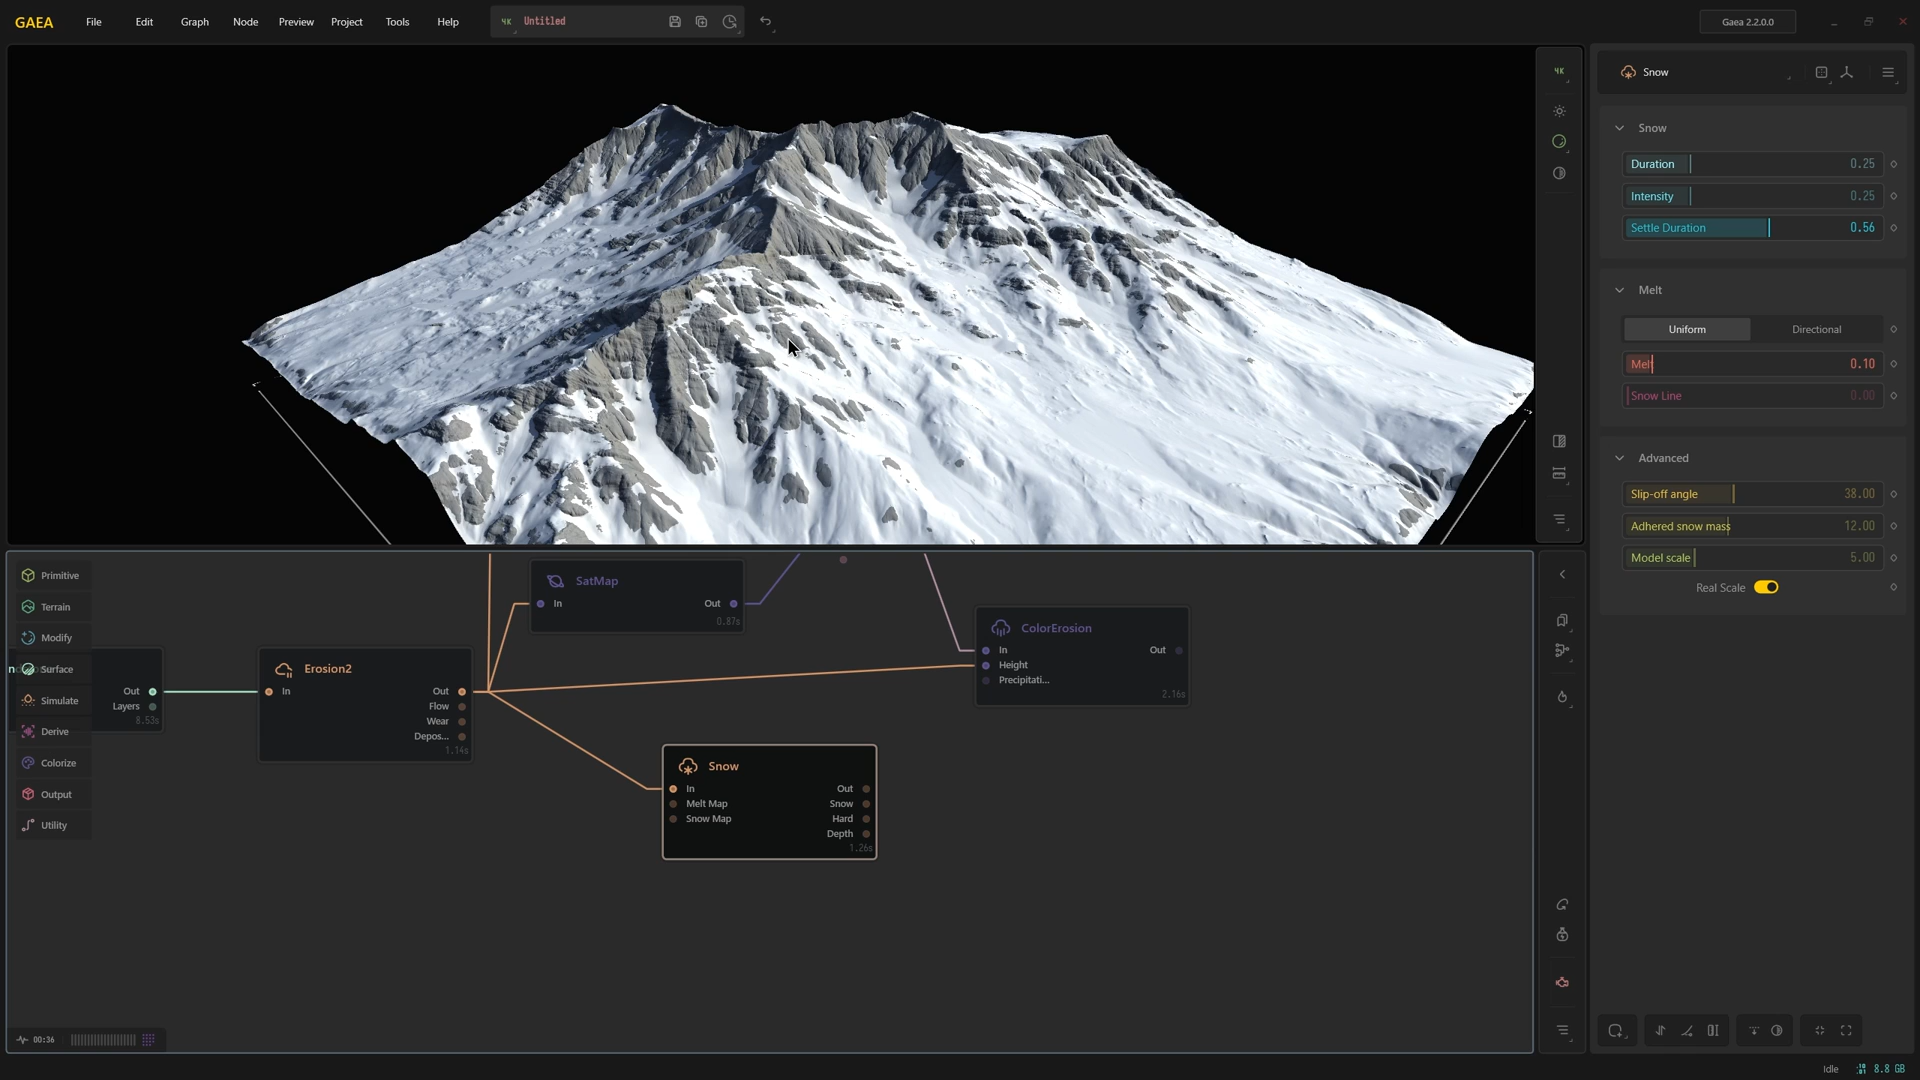 GAEA File Edit Graph Node Preview Project Tools Help 4K Untitled Gaea 2.2.0.0
4K
Snow
Snow
Duration 0.25
Intensity 0.25
Settle Duration 0.56
Melt
Uniform Directional
Melt 0.10
Snow Line 0.00
Advanced
Slip-off angle 38.00
Adhered snow mass 12.00
Model scale 5.00
Real Scale
Primitive
Terrain
Modify
Surface
Simulate
Derive
Colorize
Output
Utility
Out
Layers
8.53s
Erosion2
In Out
Flow
Wear
Depos...
1.14s
SatMap
In Out
0.87s
ColorErosion
In Out
Height
Precipitati...
2.16s
Snow
In Out
Melt Map Snow
Snow Map Hard
Depth
1.26s
00:36
Idle 8.8 GB